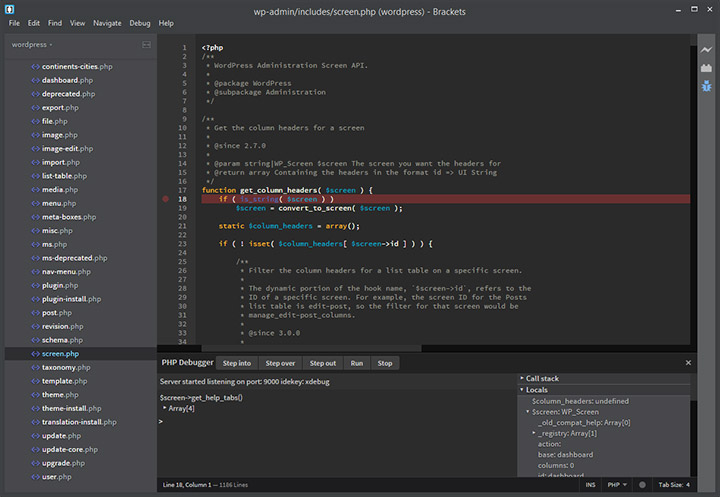 wp-admin/includes/screen.php (wordpress) - Brackets
File Edit Find View Navigate Debug Help
wordpress
continents-cities.php
dashboard.php
deprecated.php
export.php
file.php
image.php
image-edit.php
import.php
list-table.php
media.php
menu.php
meta-boxes.php
misc.php
ms.php
ms-deprecated.php
nav-menu.php
plugin.php
plugin-install.php
post.php
revision.php
schema.php
screen.php
taxonomy.php
template.php
theme.php
theme-install.php
translation-install.php
update.php
update-core.php
upgrade.php
user.php
1 <?php
2 /**
3 * WordPress Administration Screen API.
4 *
5 * @package WordPress
6 * @subpackage Administration
7 */
8
9 /**
10 * Get the column headers for a screen
11 *
12 * @since 2.7.0
13 *
14 * @param string|WP_Screen $screen The screen you want the headers for
15 * @return array Containing the headers in the format id => UI String
16 */
17 function get_column_headers( $screen ) {
18 if ( is_string( $screen ) )
19 $screen = convert_to_screen( $screen );
20
21 static $column_headers = array();
22
23 if ( ! isset( $column_headers[ $screen->id ] ) ) {
24
25 /**
26 * Filter the column headers for a list table on a specific screen.
27 *
28 * The dynamic portion of the hook name, `$screen->id`, refers to the
29 * ID of a specific screen. For example, the screen ID for the Posts
30 * list table is edit-post, so the filter for that screen would be
31 * manage_edit-post_columns.
32 *
33 * @since 3.0.0
34 *
PHP Debugger Step into Step over Step out Run Stop
Server started listening on port: 9000 idekey: xdebug
$screen->get_help_tabs()
Array[4]
>
Call stack
Locals
$column_headers: undefined
$screen: WP_Screen
_old_compat_help: Array[0]
_registry: Array[1]
action:
base: dashboard
columns: 0
id: dashboard
Line 18, Column 1 — 1186 Lines
INS PHP Tab Size: 4